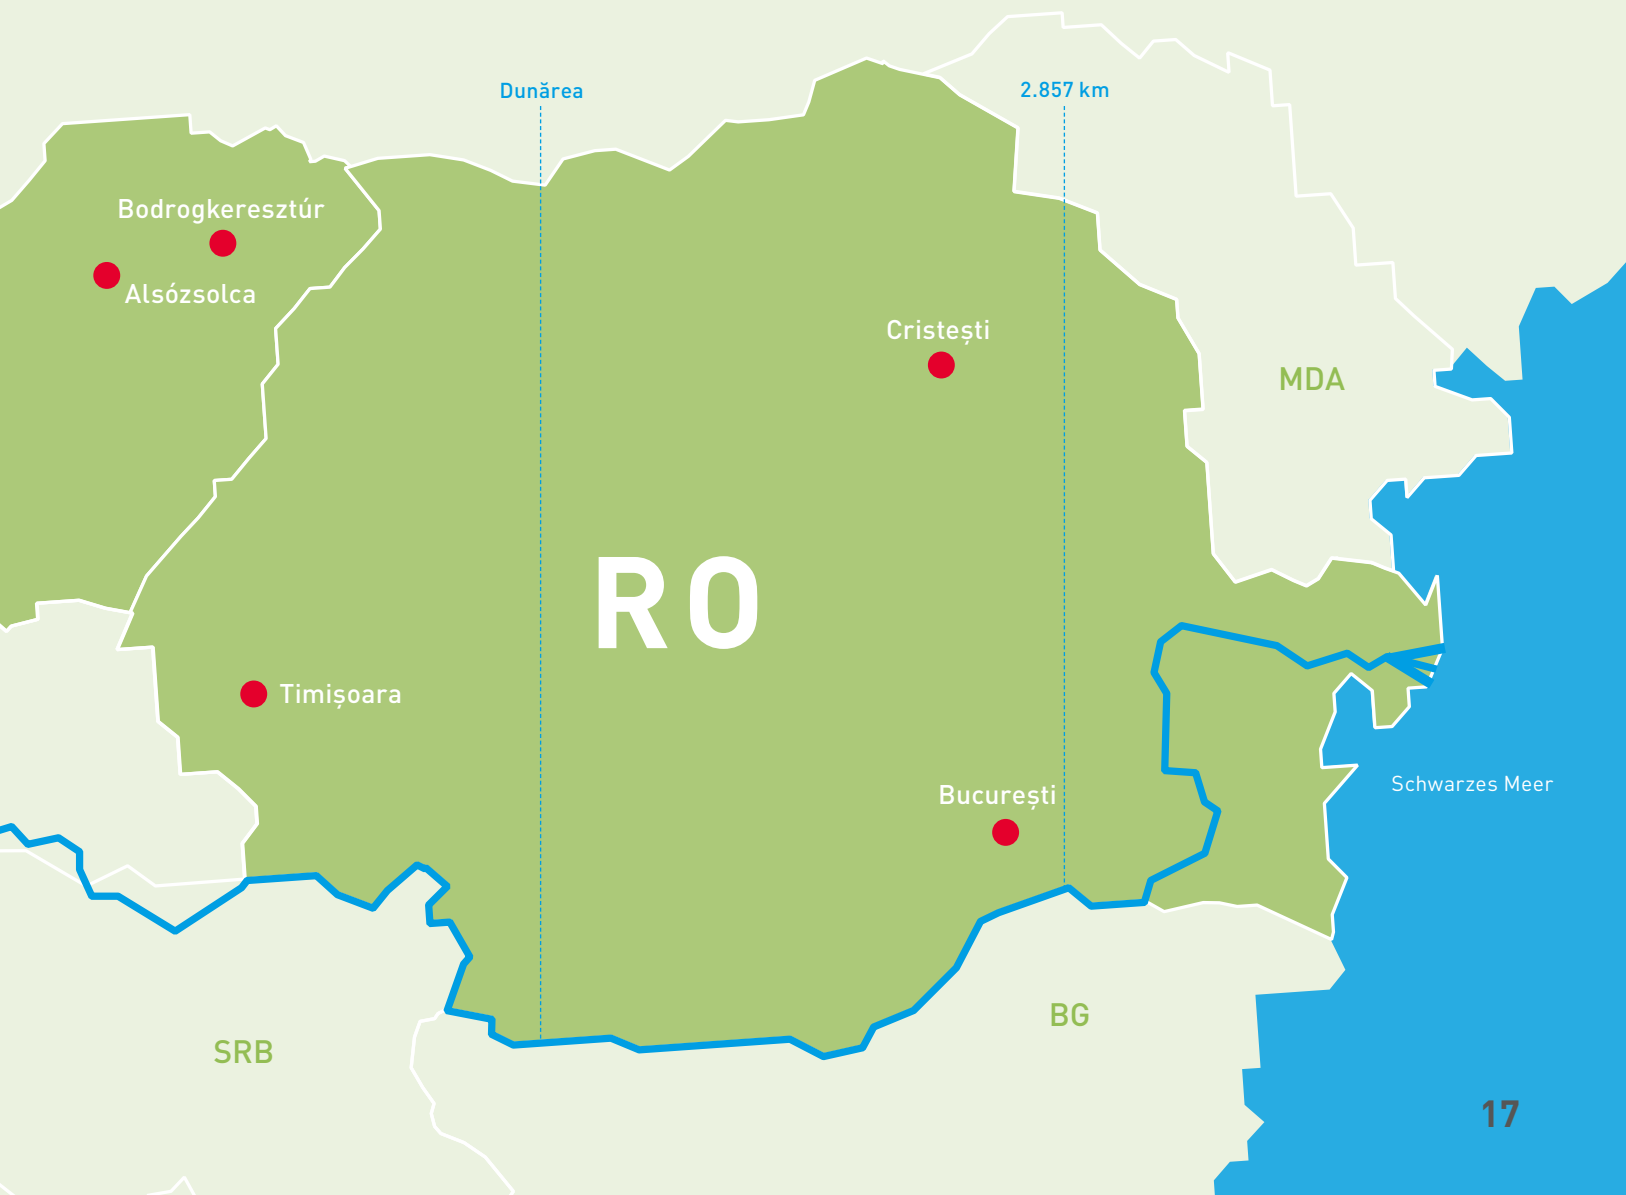 Dunărea
2.857 km
Bodrogkeresztúr
Alsózsolca
Cristești
MDA
RO
Timișoara
București
Schwarzes Meer
BG
SRB
17